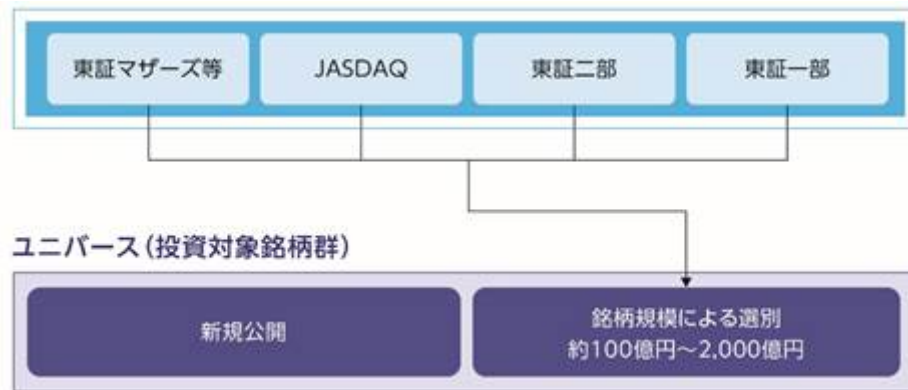 東証マザーズ等
JASDAQ
東証二部
東証一部
ユニバース（投資対象銘柄群）
新規公開
銘柄規模による選別
約100億円～2,000億円